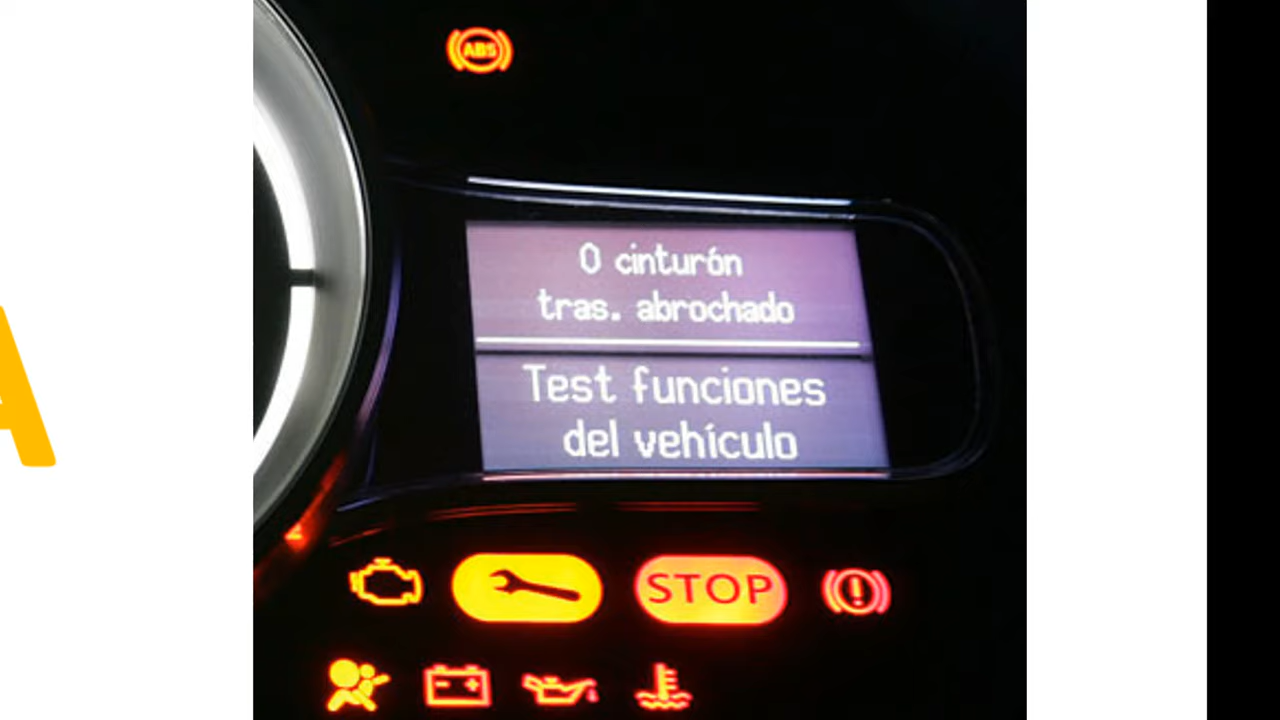 A
ABS
0 cinturón
tras. abrochado
Test funciones
del vehículo
STOP